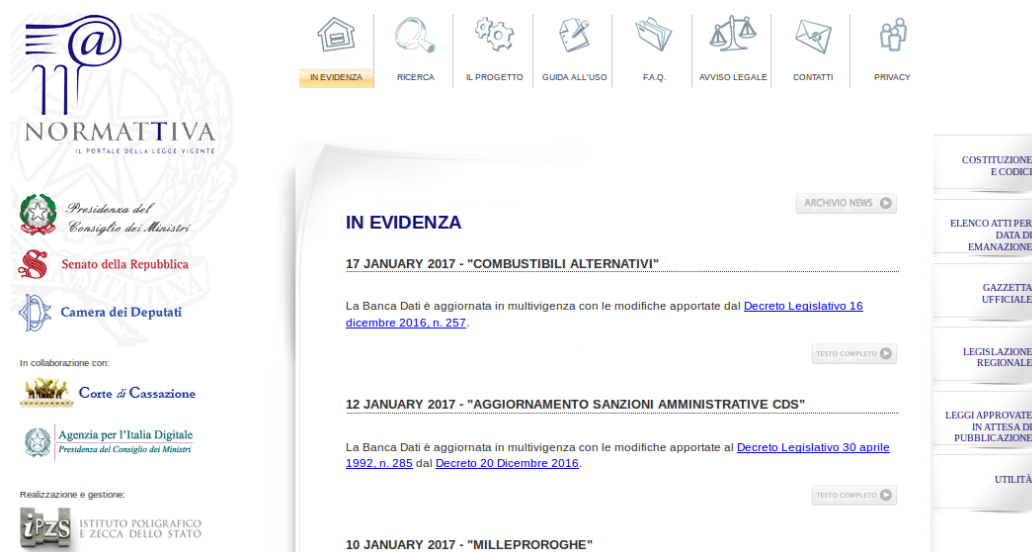 NORMATTIVA
IL PORTALE DELLA LEGGE VIGENTE
IN EVIDENZA
RICERCA
IL PROGETTO
GUIDA ALL'USO
F.A.Q.
AVVISO LEGALE
CONTATTI
PRIVACY
Presidenza del
Consiglio dei Ministri
Senato della Repubblica
Camera dei Deputati
In collaborazione con:
Corte di Cassazione
Agenzia per l'Italia Digitale
Presidenza del Consiglio dei Ministri
Realizzazione e gestione:
iPZS
ISTITUTO POLIGRAFICO
E ZECCA DELLO STATO
ARCHIVIO NEWS
IN EVIDENZA
17 JANUARY 2017 - "COMBUSTIBILI ALTERNATIVI"
La Banca Dati è aggiornata in multivigenza con le modifiche apportate dal Decreto Legislativo 16
dicembre 2016, n. 257.
TESTO COMPLETO
12 JANUARY 2017 - "AGGIORNAMENTO SANZIONI AMMINISTRATIVE CDS"
La Banca Dati è aggiornata in multivigenza con le modifiche apportate al Decreto Legislativo 30 aprile
1992, n. 285 dal Decreto 20 Dicembre 2016.
TESTO COMPLETO
10 JANUARY 2017 - "MILLEPROROGHE"
COSTITUZIONE
E CODICI
ELENCO ATTI PER
DATA DI
EMANAZIONE
GAZZETTA
UFFICIALE
LEGISLAZIONE
REGIONALE
LEGGI APPROVATE
IN ATTESA DI
PUBBLICAZIONE
UTILITÀ